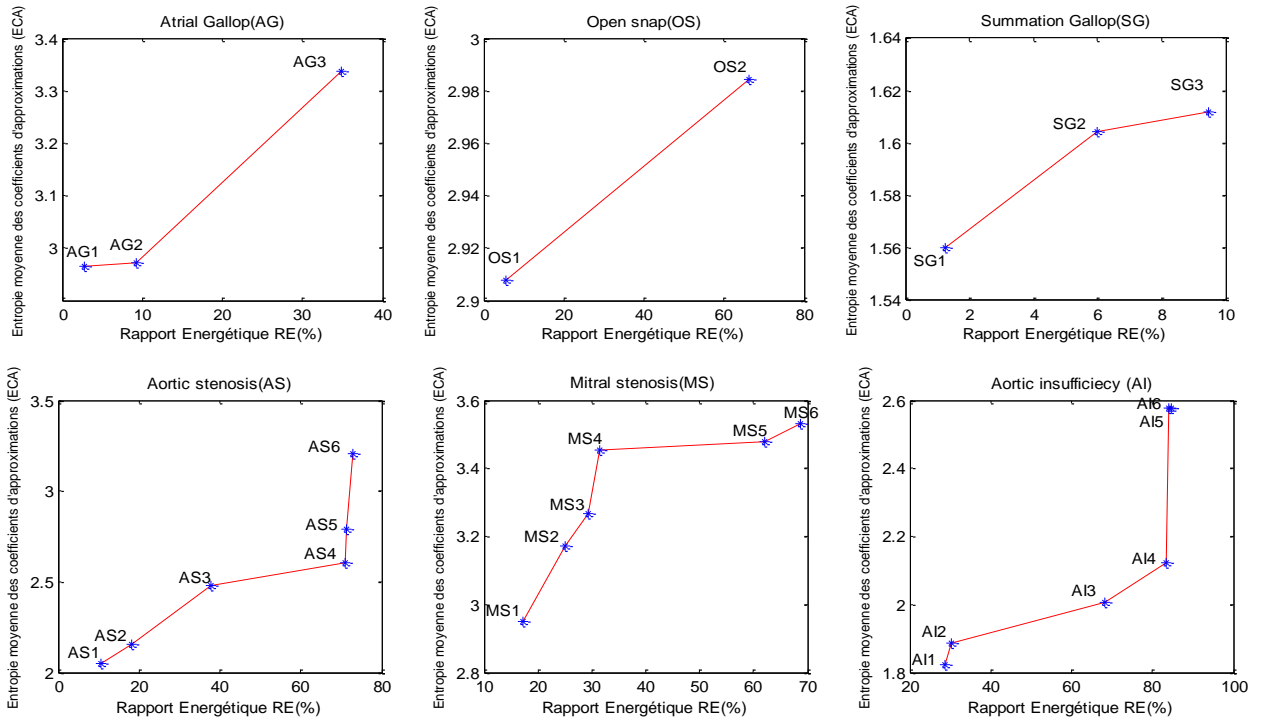 Atrial Gallop(AG)
Entropie moyenne des coefficients d'approximations (ECA)
3.4
3.3
3.2
3.1
3
AG1
AG2
AG3
0
10
20
30
40
Rapport Energétique RE(%)
Open snap(OS)
Entropie moyenne des coefficients d'approximations (ECA)
3
2.98
2.96
2.94
2.92
2.9
OS1
OS2
0
20
40
60
80
Rapport Energétique RE(%)
Summation Gallop(SG)
Entropie moyenne des coefficients d'approximations (ECA)
1.64
1.62
1.6
1.58
1.56
1.54
SG1
SG2
SG3
0
2
4
6
8
10
Rapport Energétique RE(%)
Aortic stenosis(AS)
Entropie moyenne des coefficients d'approximations (ECA)
3.5
3
2.5
2
AS1
AS2
AS3
AS4
AS5
AS6
0
20
40
60
80
Rapport Energétique RE(%)
Mitral stenosis(MS)
Entropie moyenne des coefficients d'approximations (ECA)
3.6
3.4
3.2
3
2.8
MS1
MS2
MS3
MS4
MS5
MS6
10
20
30
40
50
60
70
Rapport Energétique RE(%)
Aortic insufficiecy (AI)
Entropie moyenne des coefficients d'approximations (ECA)
2.6
2.4
2.2
2
1.8
AI1
AI2
AI3
AI4
AI5
AI6
20
40
60
80
100
Rapport Energétique RE(%)